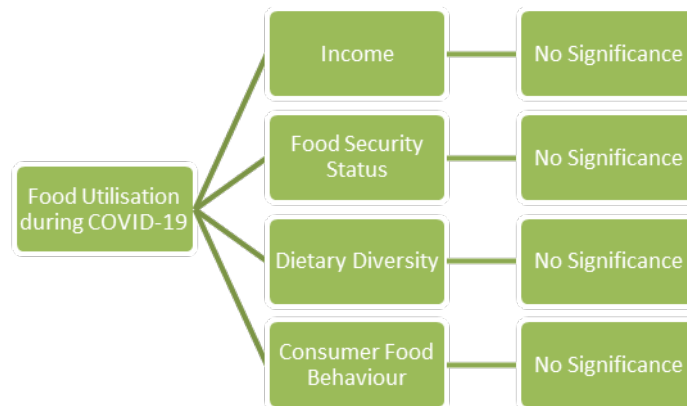 Income
No Significance
Food Security
Status
No Significance
Food Utilisation
during COVID-19
Dietary Diversity
No Significance
Consumer Food
Behaviour
No Significance